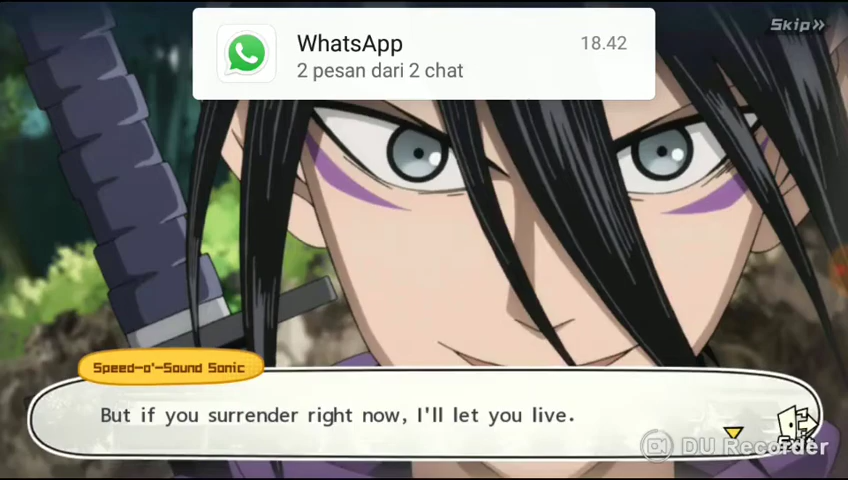 WhatsApp
18.42
2 pesan dari 2 chat
Skip
Speed-o'-Sound Sonic
But if you surrender right now, I'll let you live.
DU Recorder